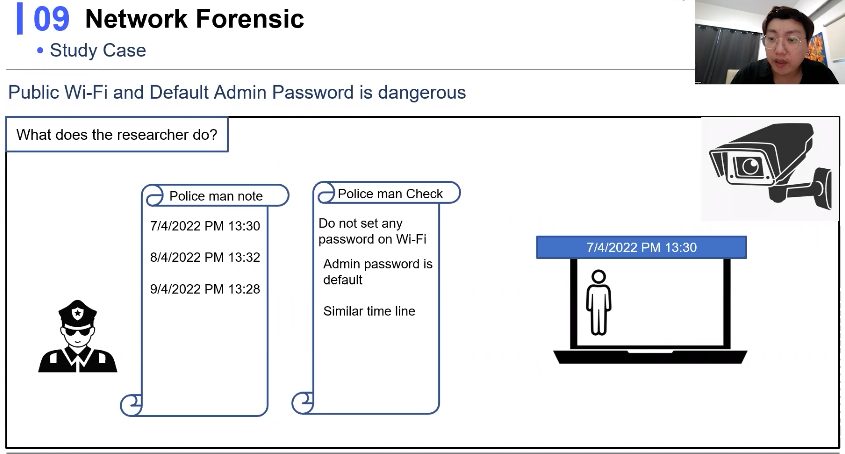 09 Network Forensic
• Study Case
Public Wi-Fi and Default Admin Password is dangerous
What does the researcher do?
Police man note
7/4/2022 PM 13:30
8/4/2022 PM 13:32
9/4/2022 PM 13:28
Police man Check
Do not set any
password on Wi-Fi
Admin password is
default
Similar time line
7/4/2022 PM 13:30